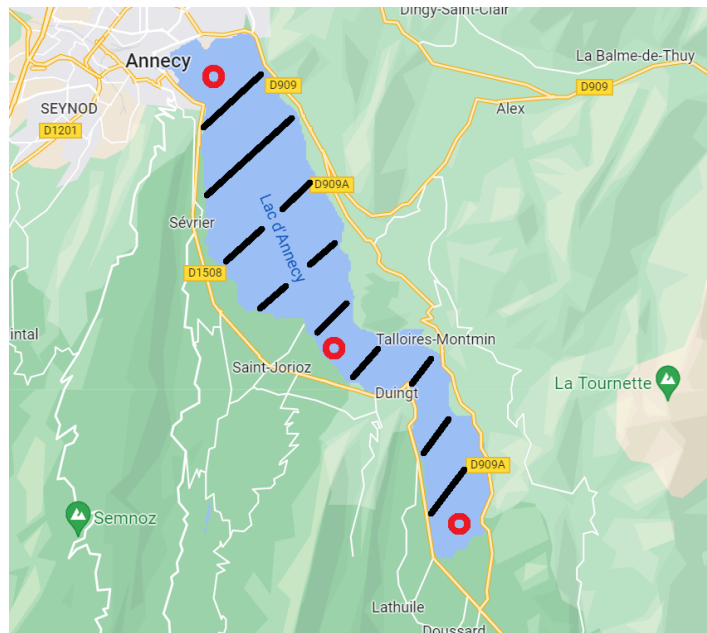 Dingy-Saint-Clair
Annecy
La Balme-de-Thuy
D909
D909
SEYNOD
Alex
D1201
D909A
Sévrier
Lac d'Annecy
D1508
intal
Talloires-Montmin
Saint-Jorioz
La Tournette
Duingt
D909A
Semnoz
Lathuile
Doussard